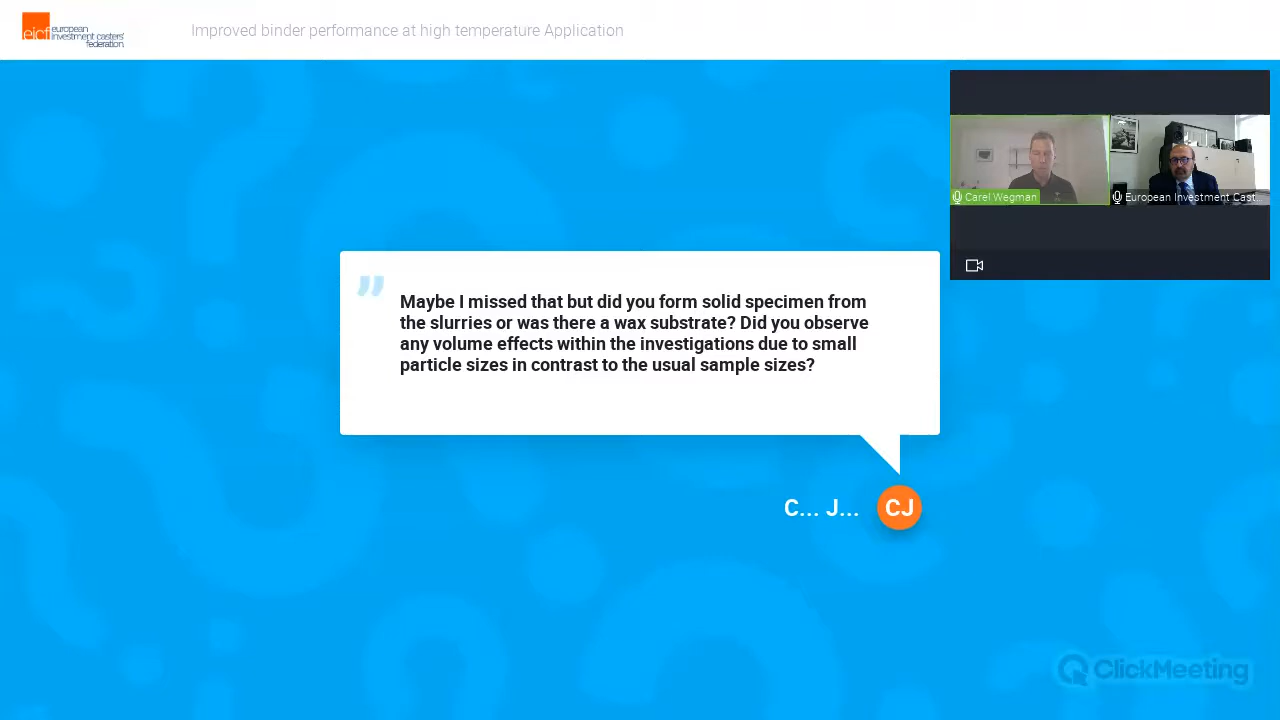 eicf european
investment casters'
federation.
Improved binder performance at high temperature Application
Carel Wegman
European Investment Cast...
”
Maybe I missed that but did you form solid specimen from
the slurries or was there a wax substrate? Did you observe
any volume effects within the investigations due to small
particle sizes in contrast to the usual sample sizes?
C... J...
CJ
ClickMeeting